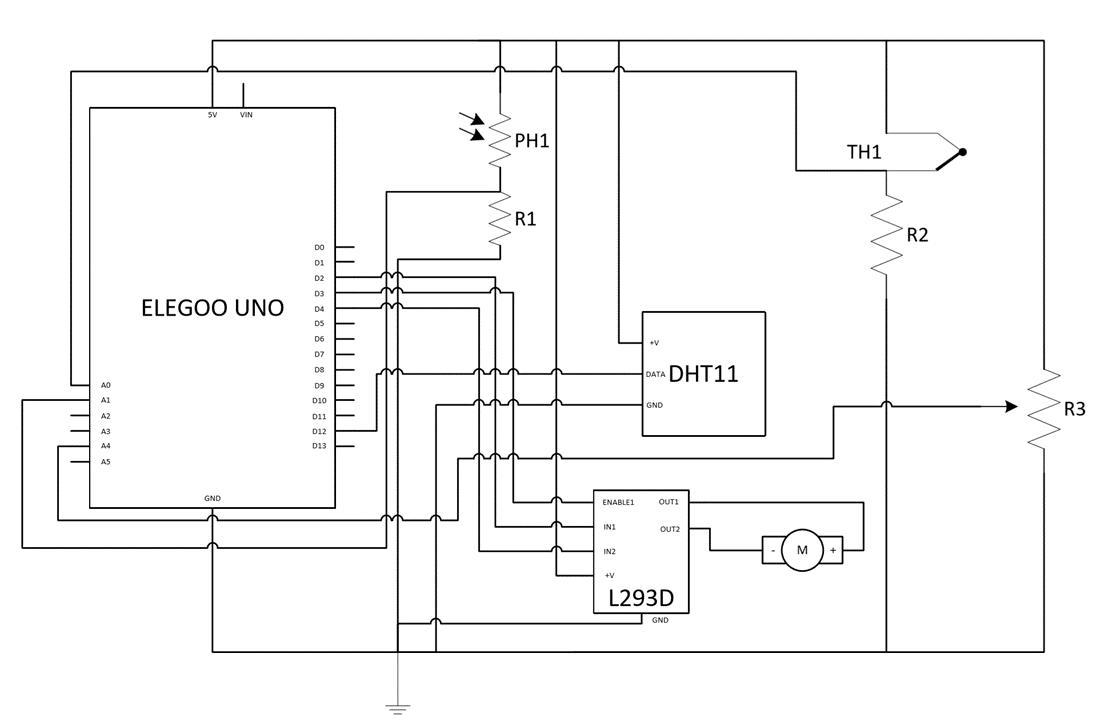 5V
VIN
PH1
TH1
R1
R2
D0
D1
D2
D3
D4
D5
D6
D7
D8
D9
D10
D11
D12
D13
ELEGOO UNO
A0
A1
A2
A3
A4
A5
GND
+V
DATA
DHT11
GND
R3
ENABLE1
OUT1
IN1
OUT2
IN2
+V
L293D
GND
-
M
+